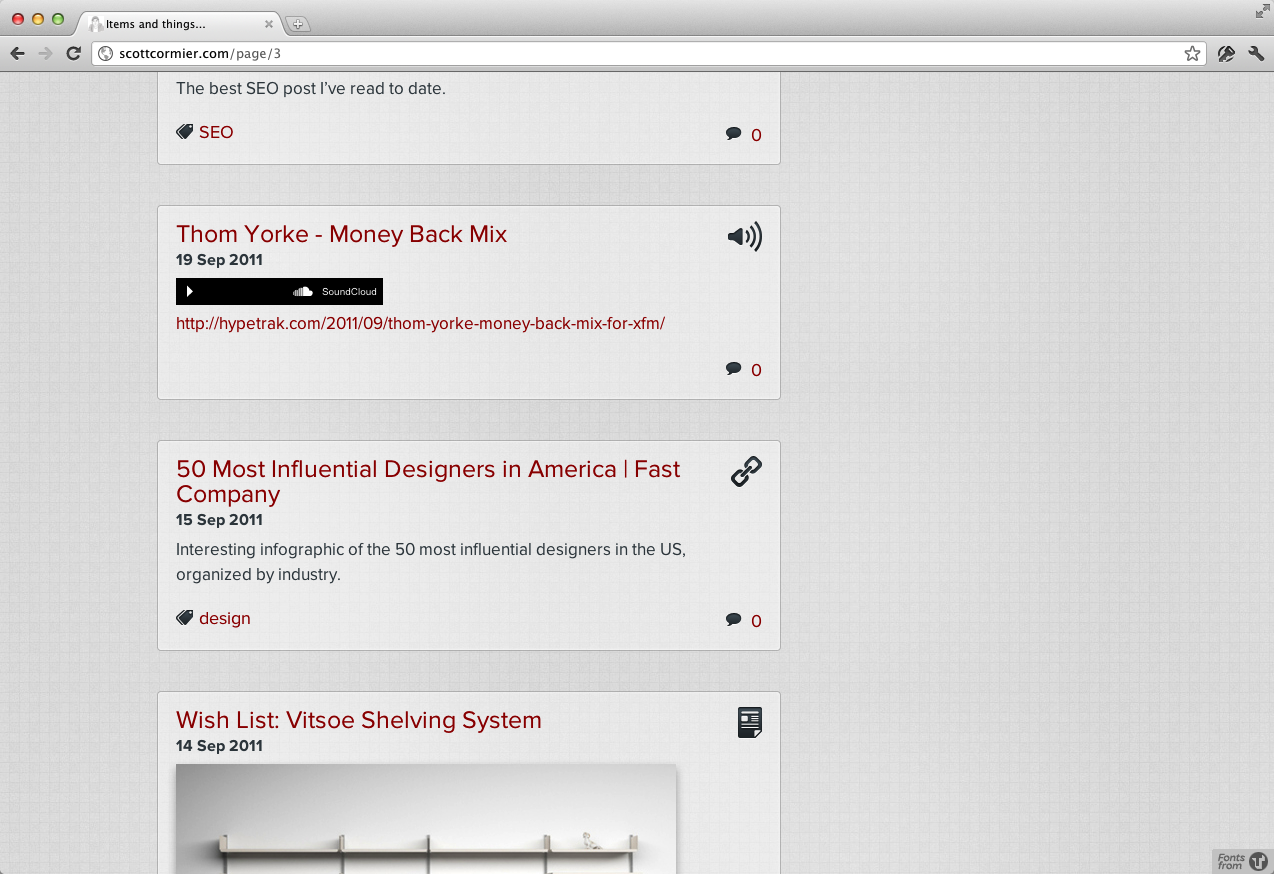 Items and things...
scottcormier.com/page/3
The best SEO post I've read to date.
SEO
0
Thom Yorke - Money Back Mix
19 Sep 2011
SoundCloud
http://hypetrak.com/2011/09/thom-yorke-money-back-mix-for-xfm/
0
50 Most Influential Designers in America | Fast
Company
15 Sep 2011
Interesting infographic of the 50 most influential designers in the US,
organized by industry.
design
0
Wish List: Vitsoe Shelving System
14 Sep 2011
Fonts
from